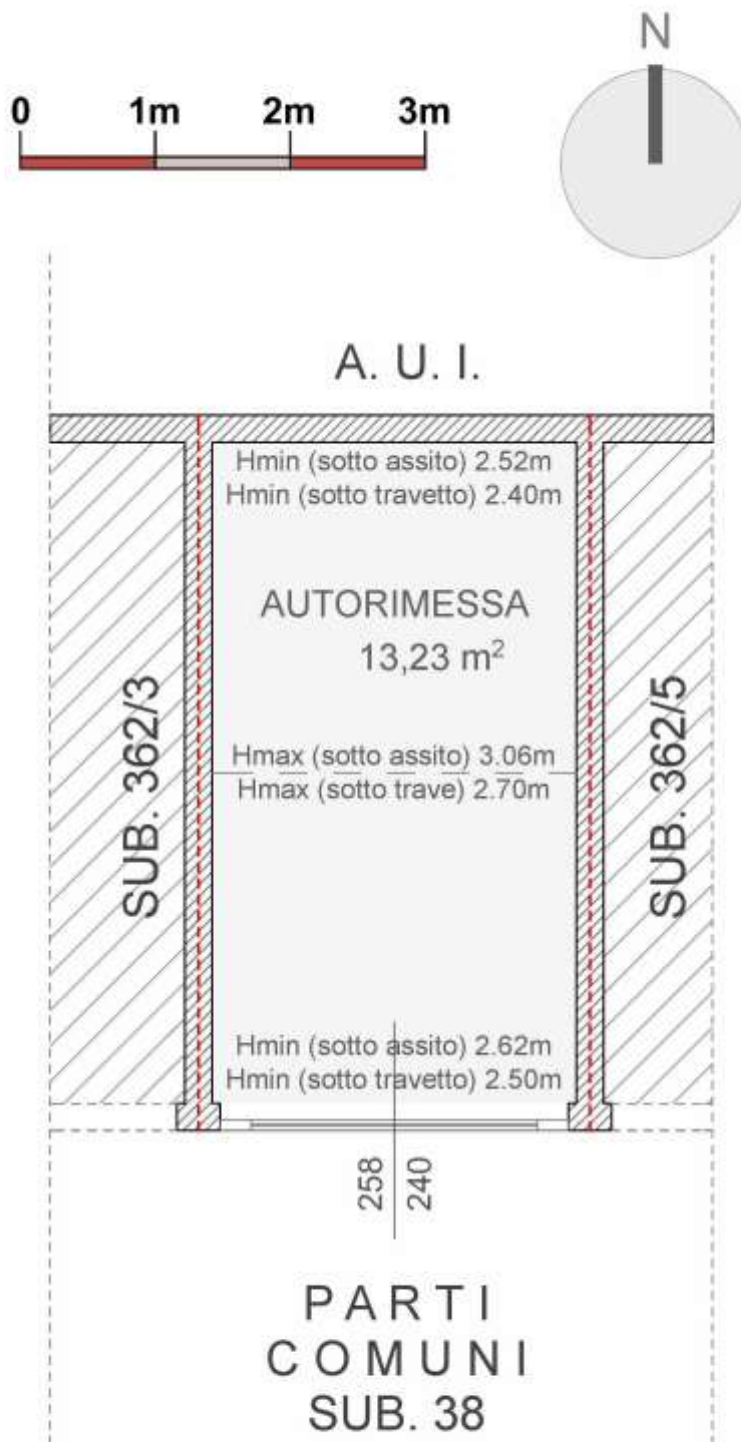 N
0 1m 2m 3m
A. U. I.
Hmin (sotto assito) 2.52m
Hmin (sotto travetto) 2.40m
AUTORIMESSA
13,23 m²
SUB. 362/3
SUB. 362/5
Hmax (sotto assito) 3.06m
Hmax (sotto trave) 2.70m
Hmin (sotto assito) 2.62m
Hmin (sotto travetto) 2.50m
258
240
PARTI
COMUNI
SUB. 38